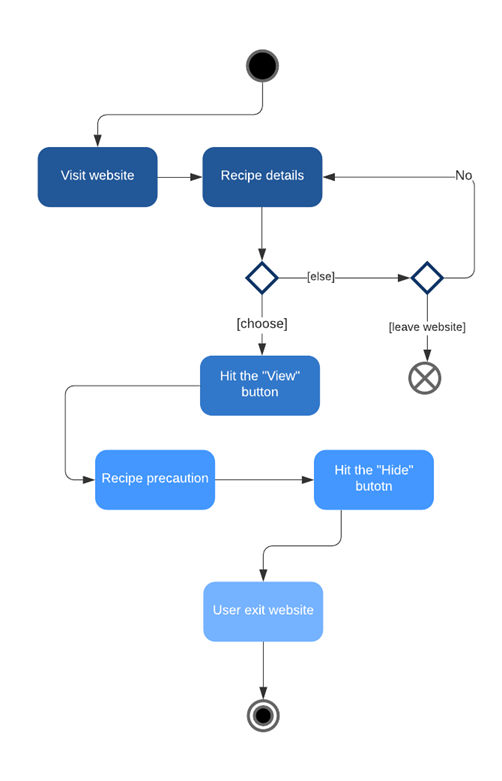 Visit website
Recipe details
No
[else]
[choose]
[leave website]
Hit the "View"
button
Recipe precaution
Hit the "Hide"
butotn
User exit website